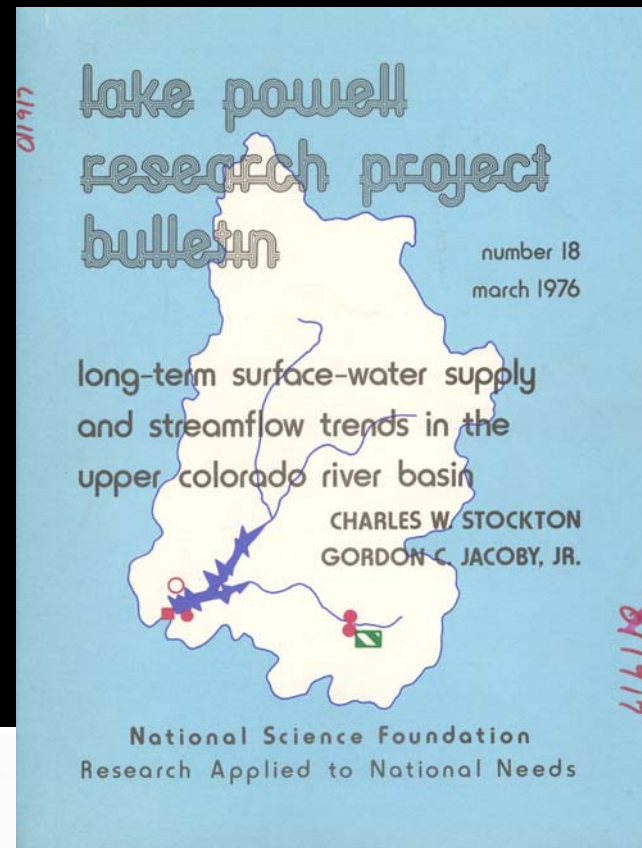 lake powell
research project
bulletin
number 18
march 1976
long-term surface-water supply
and streamflow trends in the
upper colorado river basin
CHARLES W. STOCKTON
GORDON C. JACOBY, JR.
National Science Foundation
Research Applied to National Needs